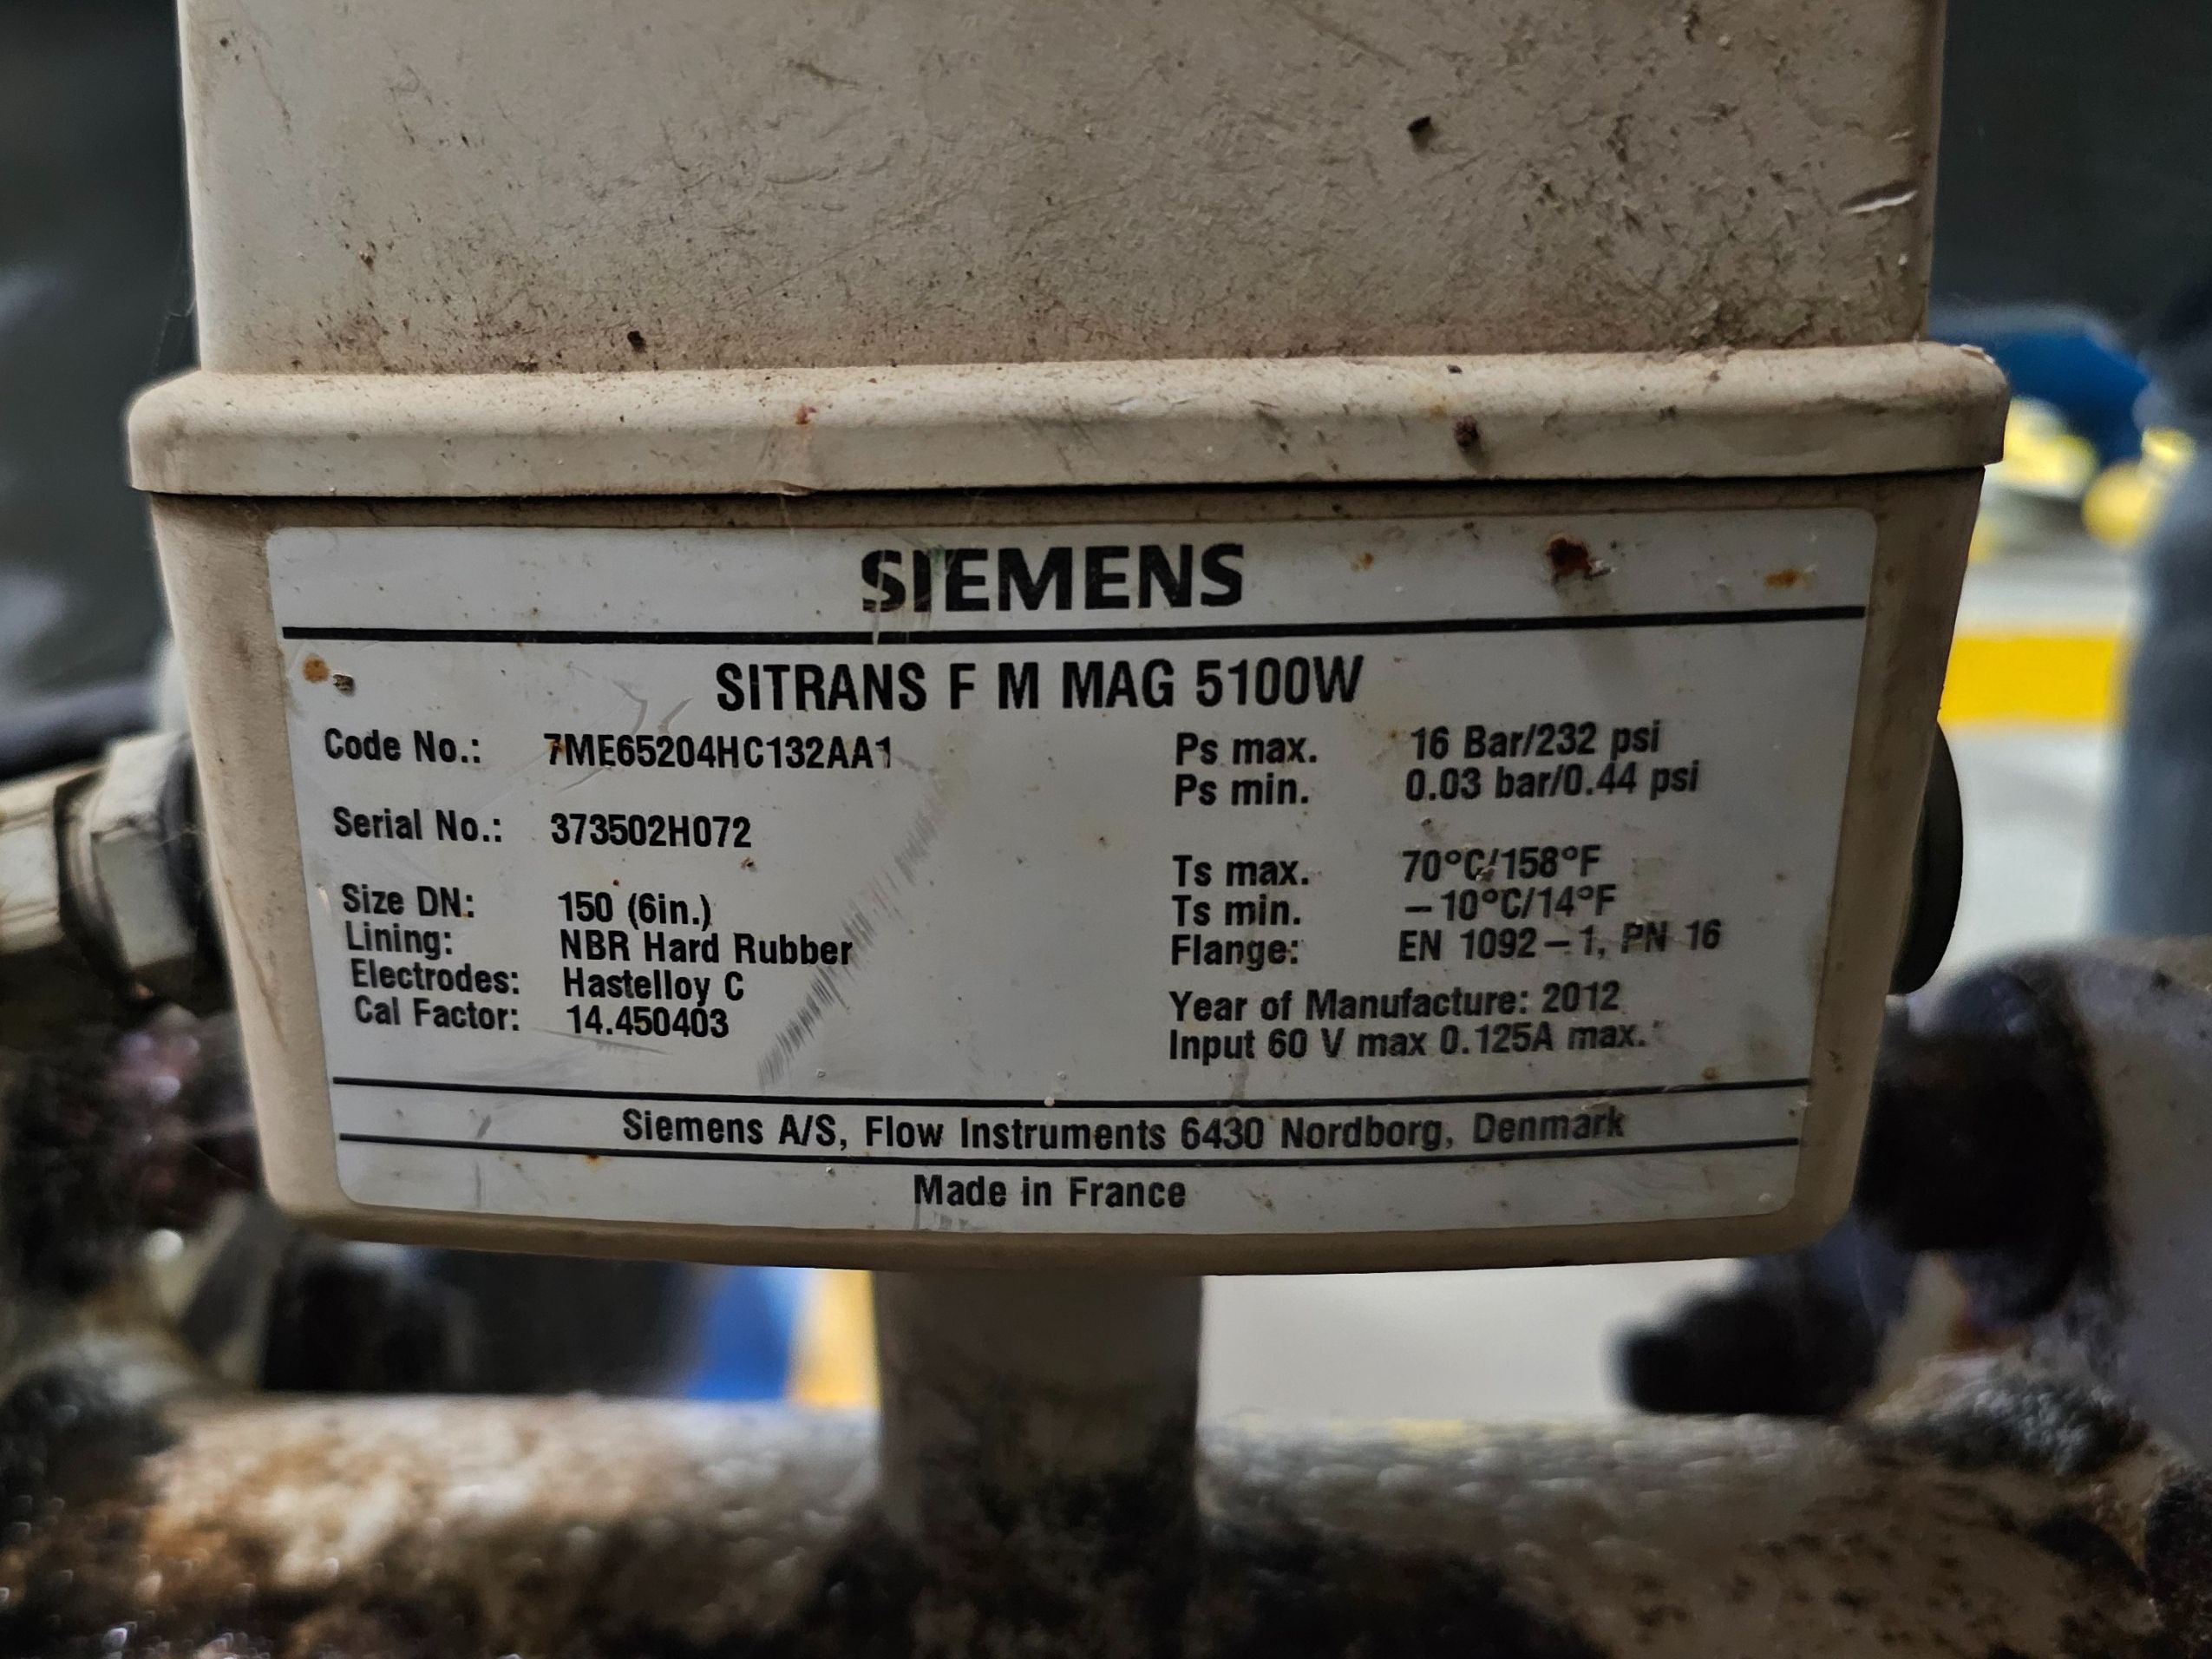 SIEMENS
SITRANS F M MAG 5100W
Code No.: 7ME65204HC132AA1
Serial No.: 373502H072
Size DN: 150 (6in.)
Lining: NBR Hard Rubber
Electrodes: Hastelloy C
Cal Factor: 14.450403
Ps max. 16 Bar/232 psi
Ps min. 0.03 bar/0.44 psi
Ts max. 70°C/158°F
Ts min. –10°C/14°F
Flange: EN 1092–1, PN 16
Year of Manufacture: 2012
Input 60 V max 0.125A max.
Siemens A/S, Flow Instruments 6430 Nordborg, Denmark
Made in France